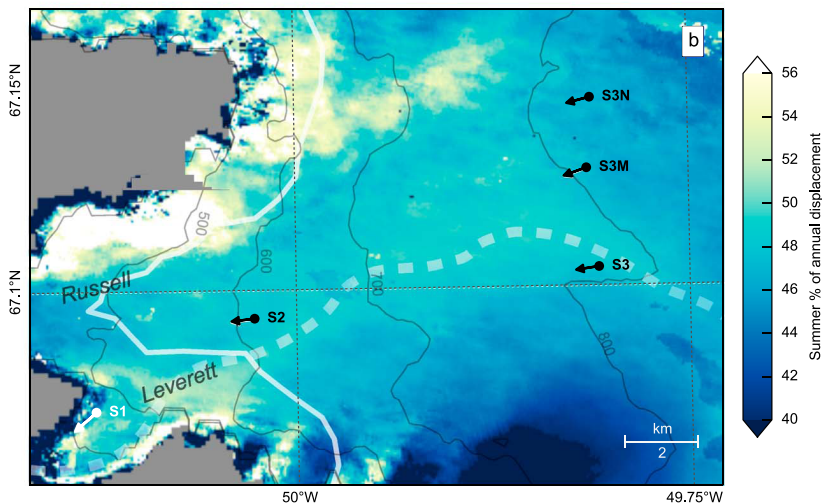 b
56
54
52
50
48
46
44
42
40
Summer % of annual displacement
67.15°N
67.1°N
S3N
S3M
500
600
700
S3
Russell
S2
800
Leverett
S1
km
2
50°W
49.75°W